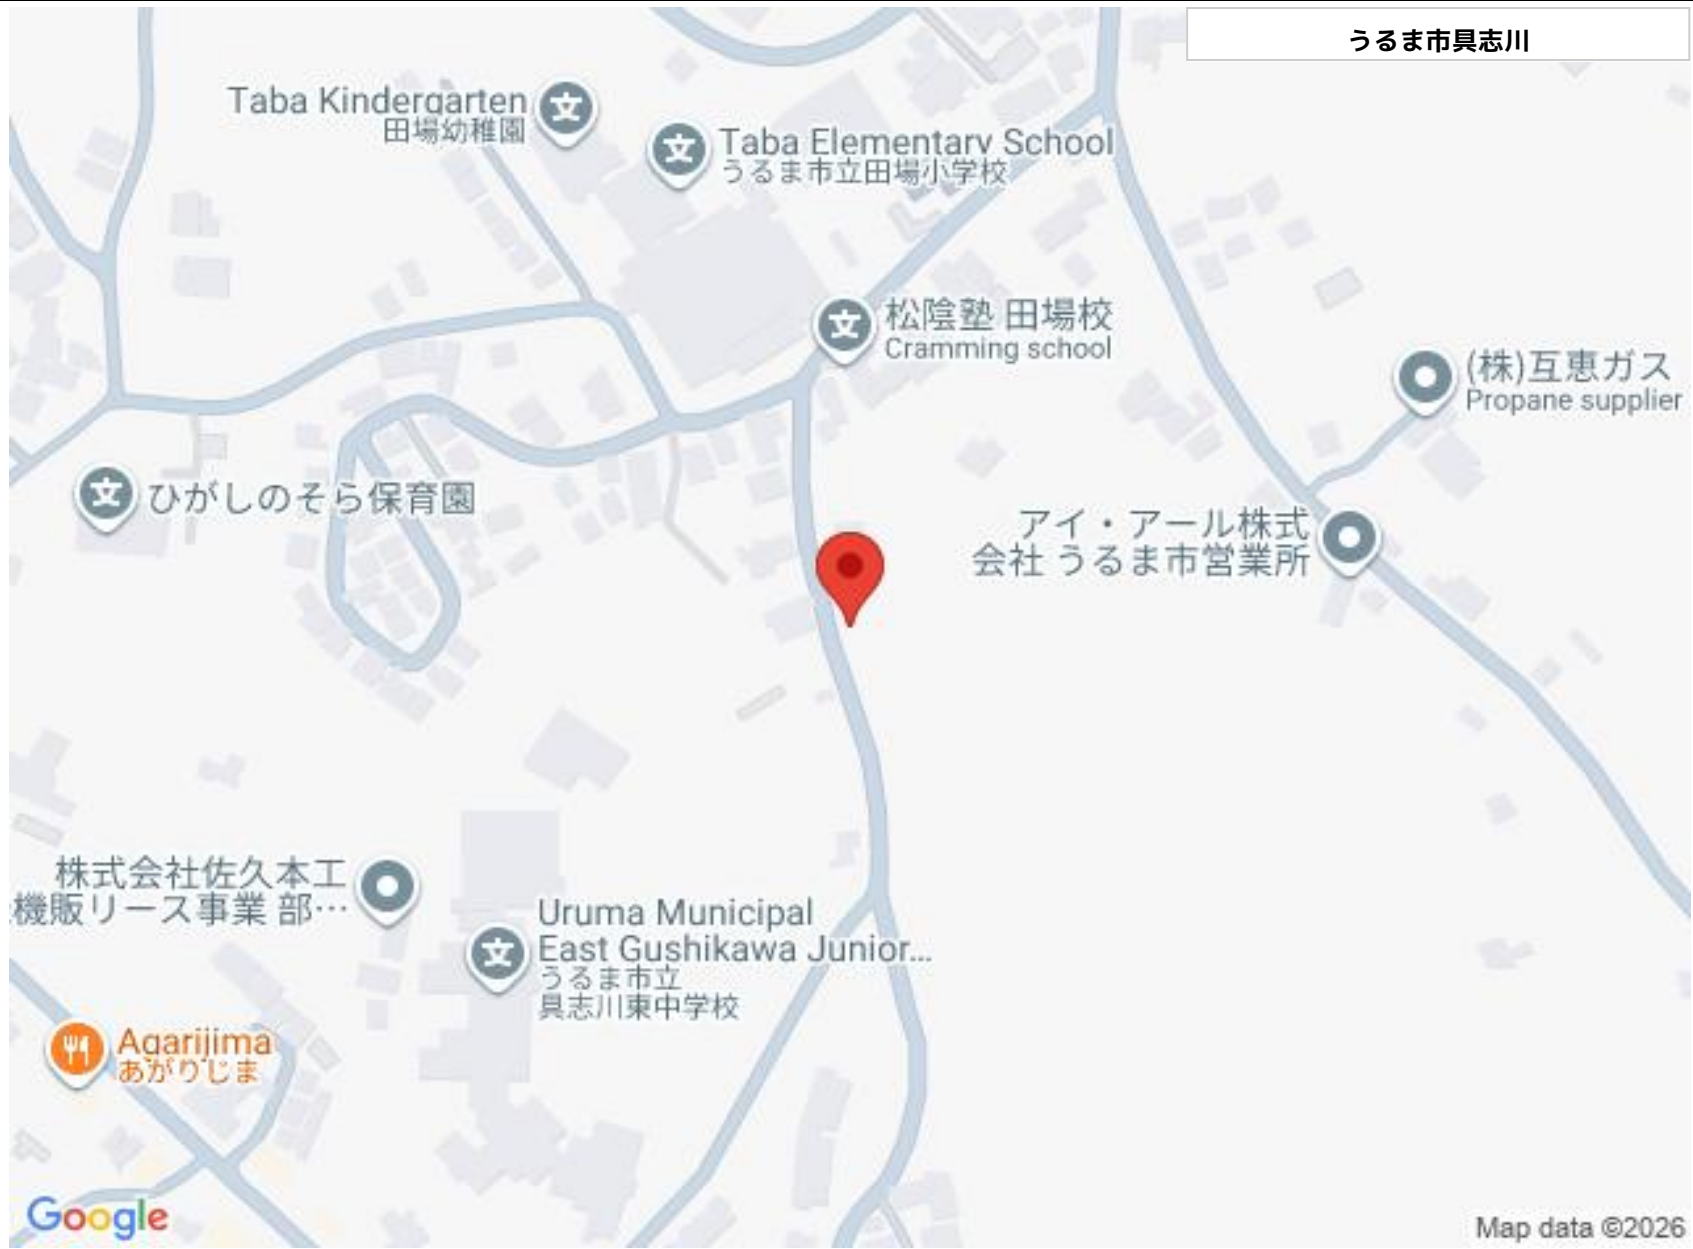 うるま市具志川
Taba Kindergarten
田場幼稚園
Taba Elementary School
うるま市立田場小学校
松陰塾 田場校
Cramming school
(株)互恵ガス
Propane supplier
ひがしのそら保育園
アイ・アール株式
会社 うるま市営業所
株式会社佐久本工
機販リース事業 部…
Uruma Municipal
East Gushikawa Junior...
うるま市立
具志川東中学校
Agarijima
あがりじま
Google
Map data ©2026